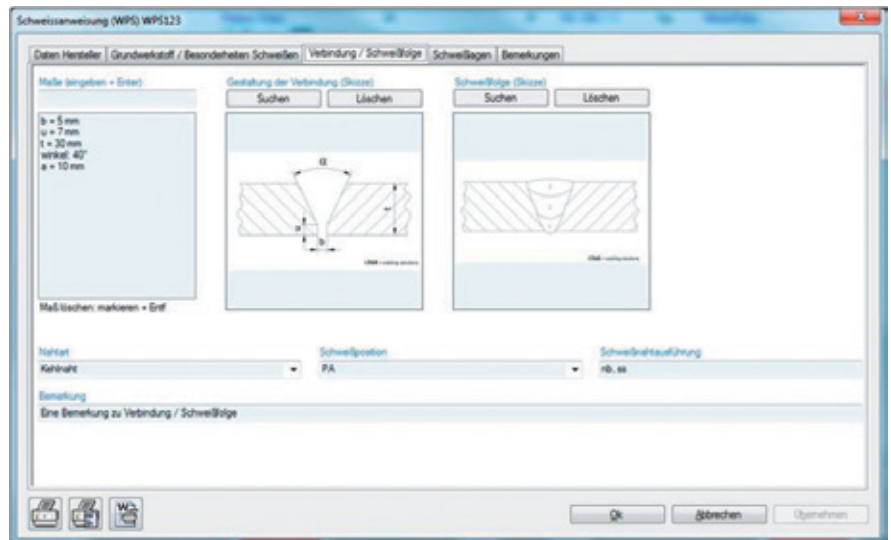 Schweissanweisung (WPS) WPS123
Daten Hersteller
Grundwerkstoff / Besonderheiten Schweißen
Verbindung / Schweißfolge
Schweißlagen
Bemerkungen
Maße (eingeben + Enter)
Gestaltung der Verbindung (Skizze)
Schweißfolge (Skizze)
Suchen
Löschen
Suchen
Löschen
b = 5 mm
u = 7 mm
t = 30 mm
winkel: 40°
a = 10 mm
α
b
Maß löschen: markieren + Entf
Nahtart
Schweißposition
Schweißnahtausführung
Kehlnaht
PA
nb, ss
Bemerkung
Eine Bemerkung zu Verbindung / Schweißfolge
Ok
Abbrechen
Übernehmen